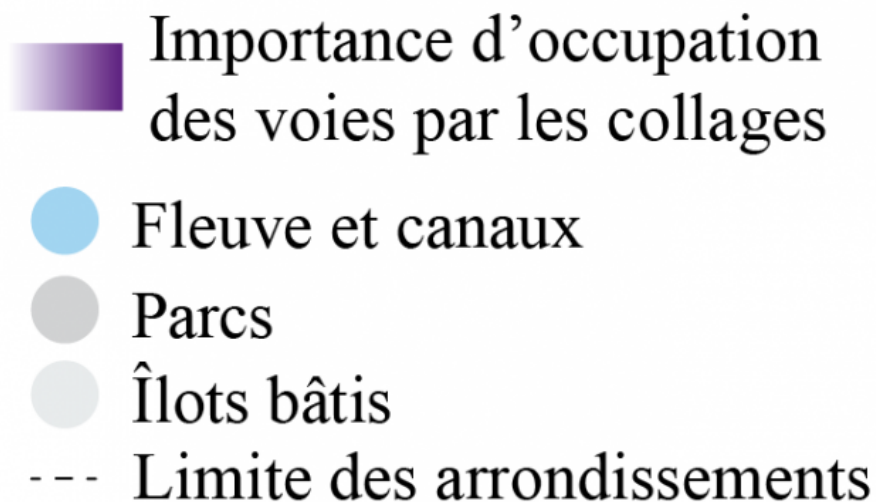 Importance d’occupation
des voies par les collages
Fleuve et canaux
Parcs
Îlots bâtis
Limite des arrondissements